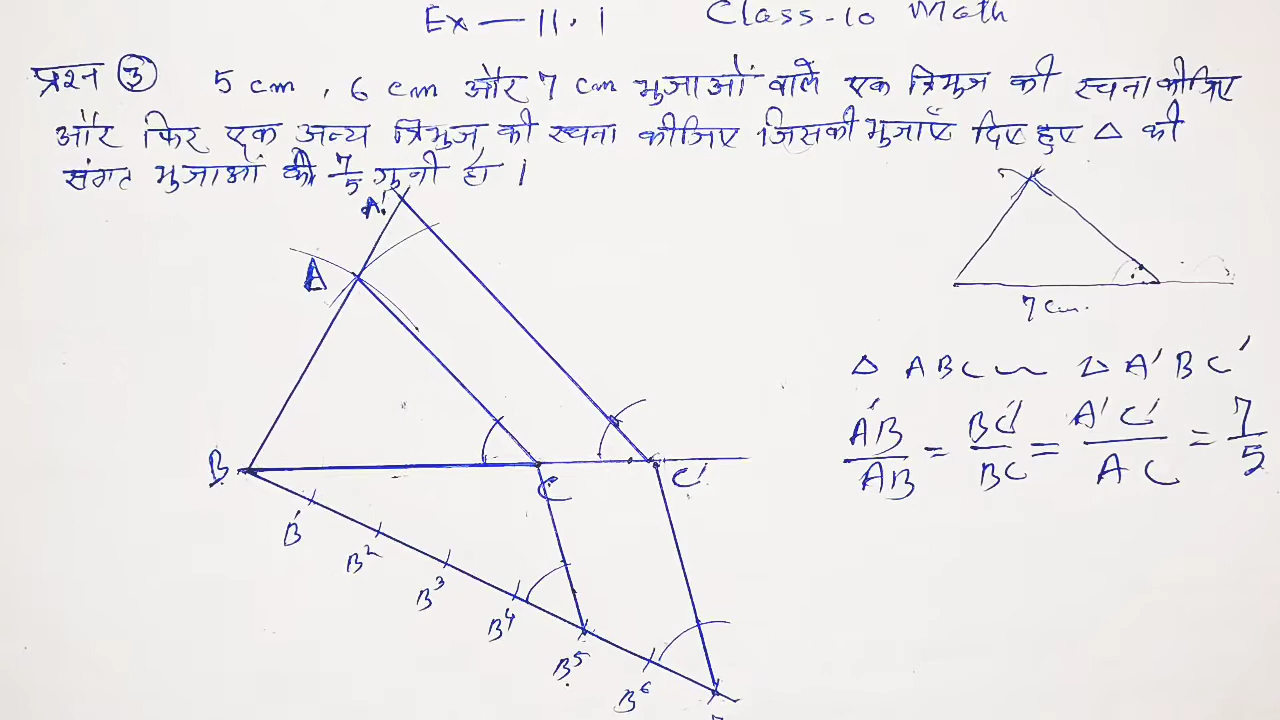 Ex — 11.1 Class-10 Math
प्रश्न ③ 5 cm , 6 cm और 7 cm भुजाओं वाले एक त्रिभुज की रचना कीजिए
और फिर एक अन्य त्रिभुज की रचना कीजिए जिसकी भुजाएँ दिए हुए Δ की
संगत भुजाओं की 7/5 गुनी हों ।
A'
A
7 cm.
Δ ABC ~ Δ A'BC'
A'B/AB = BC'/BC = A'C'/AC = 7/5
B
C
C'
B'
B²
B³
B⁴
B⁵
B⁶